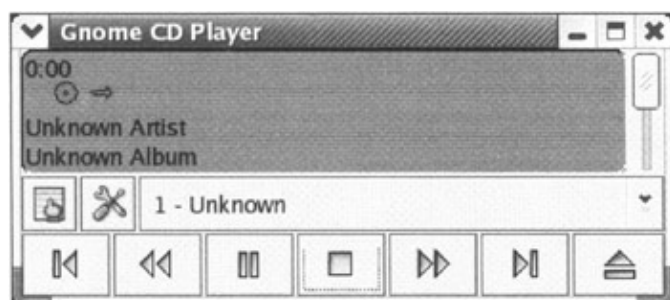 Gnome CD Player
0:00
Unknown Artist
Unknown Album
1 - Unknown